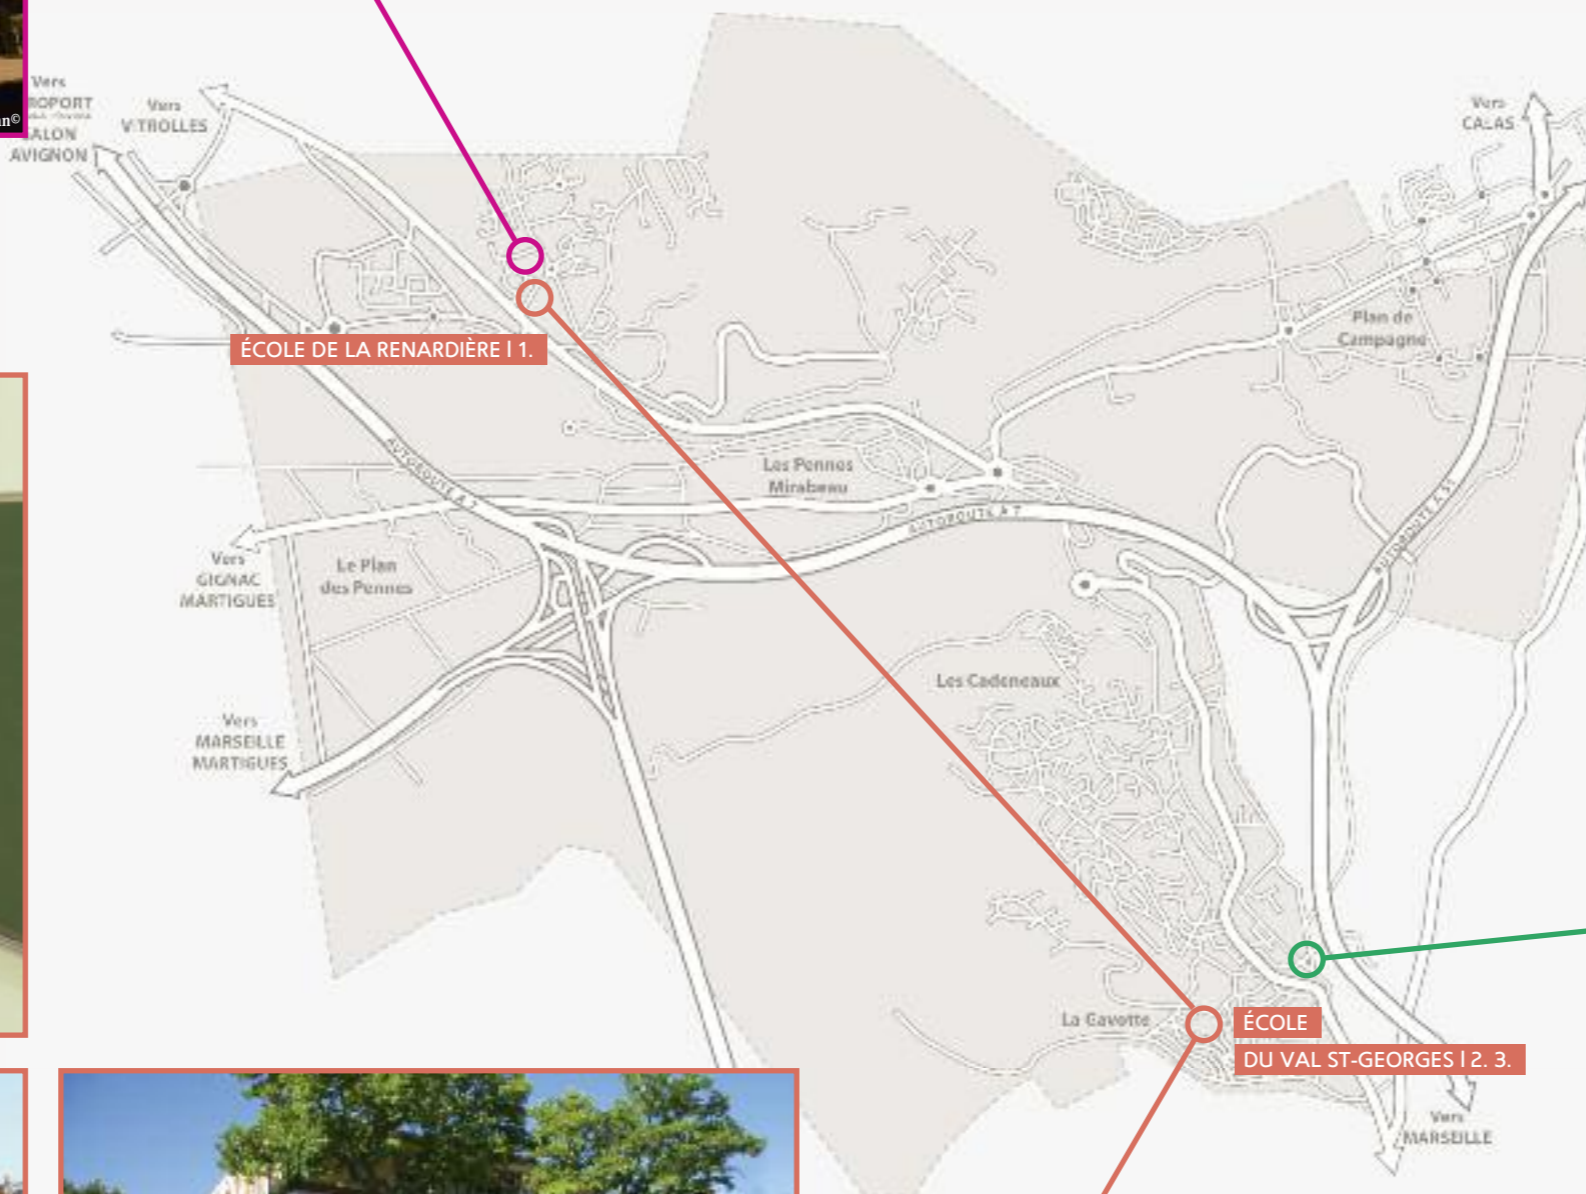 Vers
SALON
AVIGNON
Vers
VITROLLES
Vers
CALAS
ÉCOLE DE LA RENARDIÈRE | 1.
Plan de
Campagne
AUTOROUTE A 7
Les Pennes
Mirabeau
AUTOROUTE A 7
AUTOROUTE A 51
Vers
GIGNAC
MARTIGUES
Le Plan
des Pennes
Les Cadeneaux
Vers
MARSEILLE
MARTIGUES
La Gavotte
ÉCOLE
DU VAL ST-GEORGES | 2. 3.
Vers
MARSEILLE